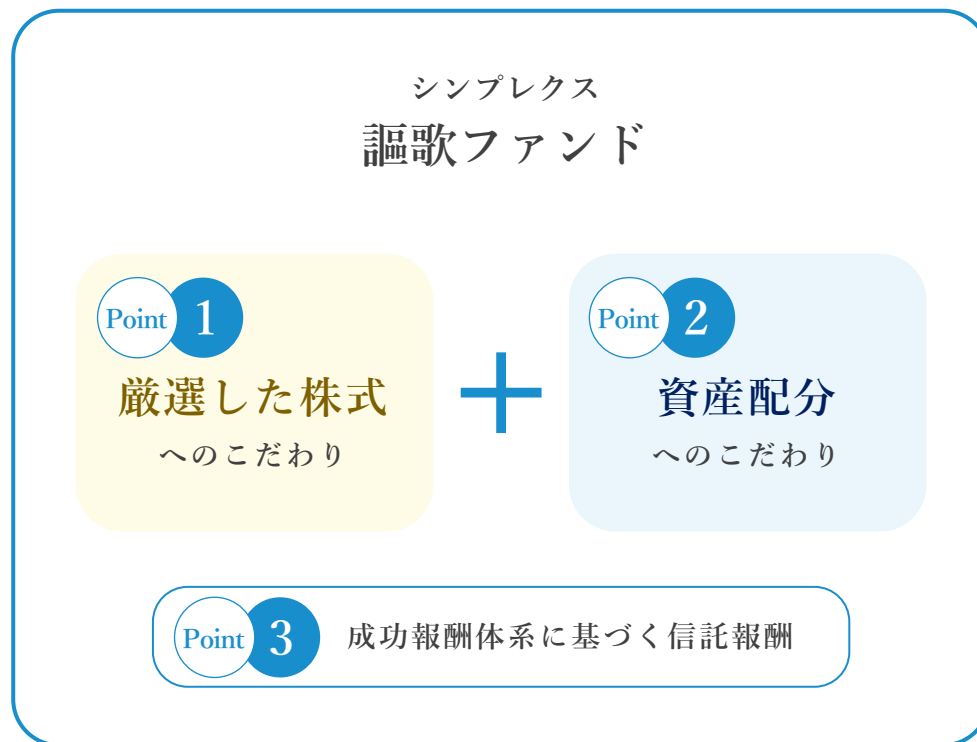 シンプレクス
謳歌ファンド
Point 1
厳選した株式
へのこだわり
+
Point 2
資産配分
へのこだわり
Point 3 成功報酬体系に基づく信託報酬